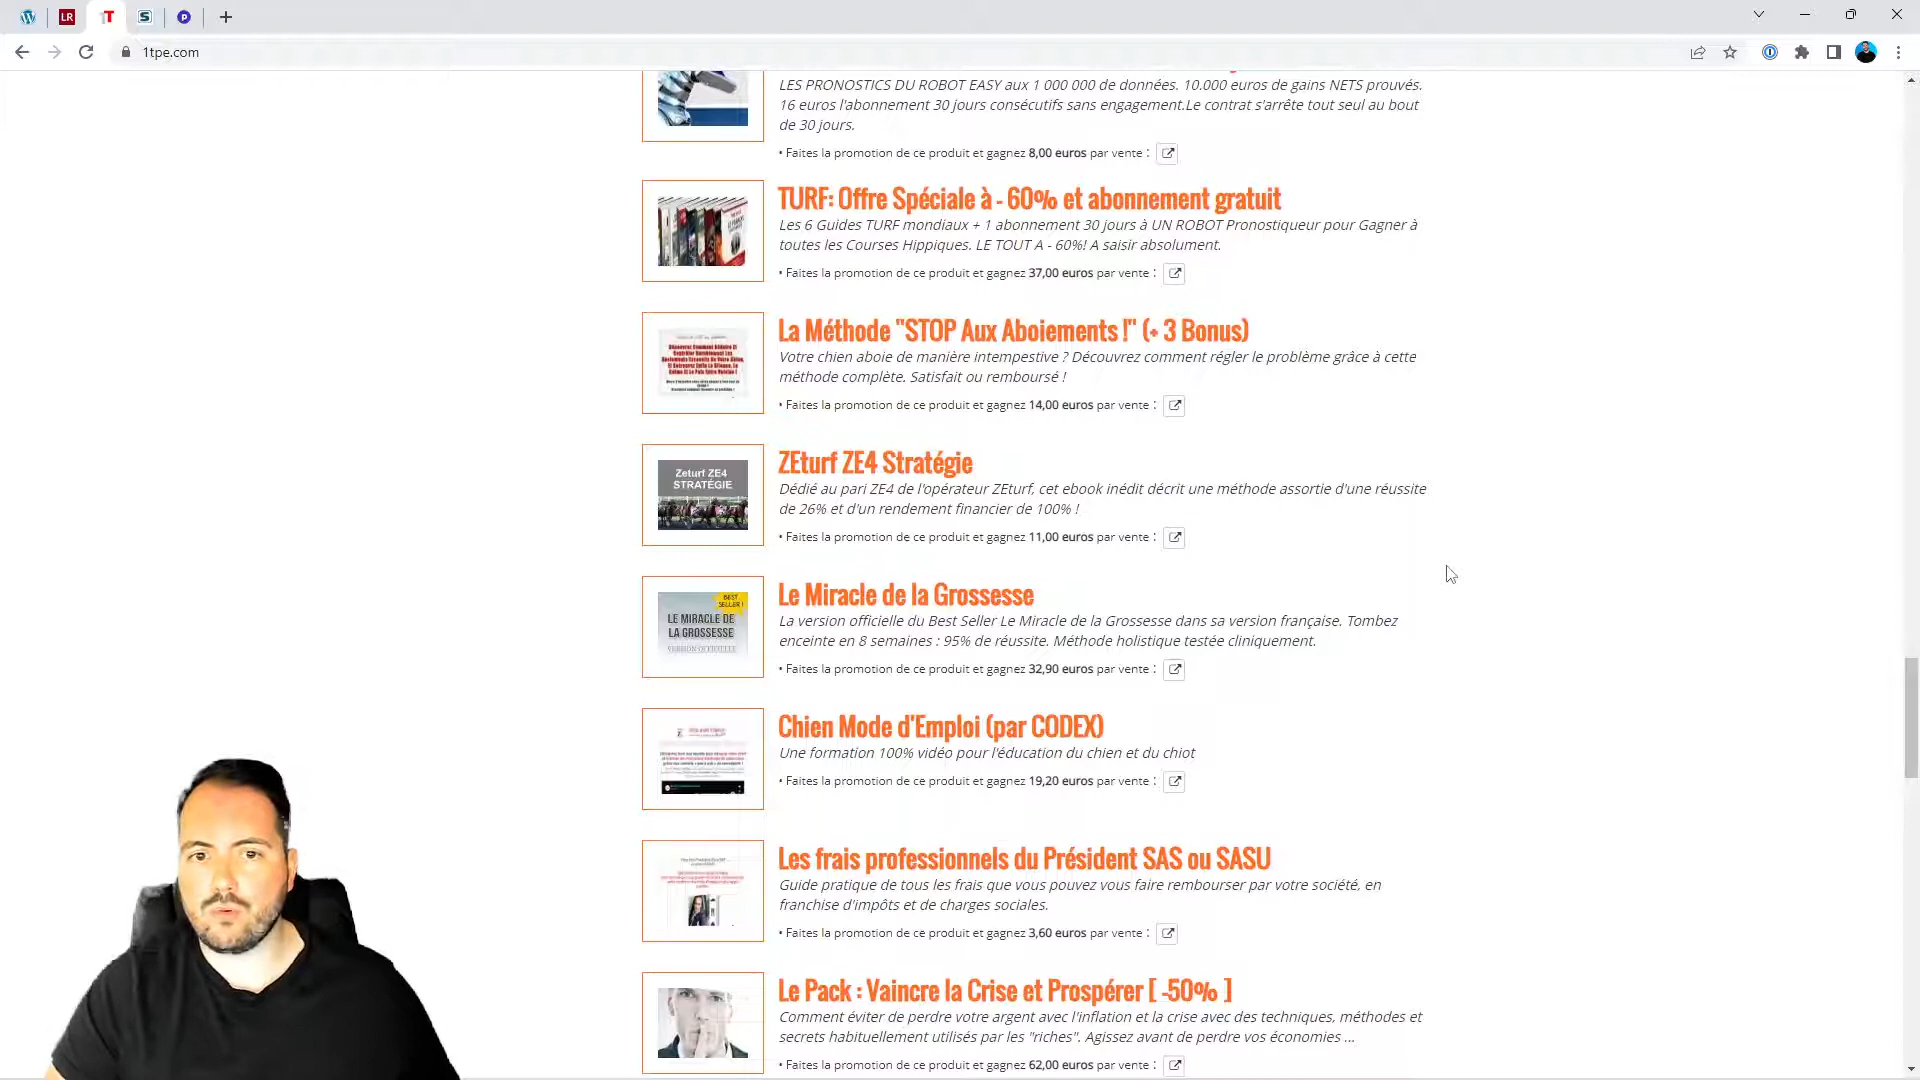 LR
1T
S
p
1tpe.com
LES PRONOSTICS DU ROBOT EASY aux 1 000 000 de données. 10.000 euros de gains NETS prouvés.
16 euros l'abonnement 30 jours consécutifs sans engagement.Le contrat s'arrête tout seul au bout
de 30 jours.
• Faites la promotion de ce produit et gagnez 8,00 euros par vente :
TURF: Offre Spéciale à - 60% et abonnement gratuit
Les 6 Guides TURF mondiaux + 1 abonnement 30 jours à UN ROBOT Pronostiqueur pour Gagner à
toutes les Courses Hippiques. LE TOUT A - 60%! A saisir absolument.
• Faites la promotion de ce produit et gagnez 37,00 euros par vente :
La Méthode "STOP Aux Aboiements !" (+ 3 Bonus)
Votre chien aboie de manière intempestive ? Découvrez comment régler le problème grâce à cette
méthode complète. Satisfait ou remboursé !
• Faites la promotion de ce produit et gagnez 14,00 euros par vente :
Zeturf ZE4
STRATÉGIE
ZEturf ZE4 Stratégie
Dédié au pari ZE4 de l'opérateur ZEturf, cet ebook inédit décrit une méthode assortie d'une réussite
de 26% et d'un rendement financier de 100% !
• Faites la promotion de ce produit et gagnez 11,00 euros par vente :
BEST
SELLER !
LE MIRACLE DE
LA GROSSESSE
VERSION OFFICIELLE
Le Miracle de la Grossesse
La version officielle du Best Seller Le Miracle de la Grossesse dans sa version française. Tombez
enceinte en 8 semaines : 95% de réussite. Méthode holistique testée cliniquement.
• Faites la promotion de ce produit et gagnez 32,90 euros par vente :
Chien Mode d'Emploi (par CODEX)
Une formation 100% vidéo pour l'éducation du chien et du chiot
• Faites la promotion de ce produit et gagnez 19,20 euros par vente :
Les frais professionnels du Président SAS ou SASU
Guide pratique de tous les frais que vous pouvez vous faire rembourser par votre société, en
franchise d'impôts et de charges sociales.
• Faites la promotion de ce produit et gagnez 3,60 euros par vente :
Le Pack : Vaincre la Crise et Prospérer [ -50% ]
Comment éviter de perdre votre argent avec l'inflation et la crise avec des techniques, méthodes et
secrets habituellement utilisés par les "riches". Agissez avant de perdre vos économies ...
• Faites la promotion de ce produit et gagnez 62,00 euros par vente :